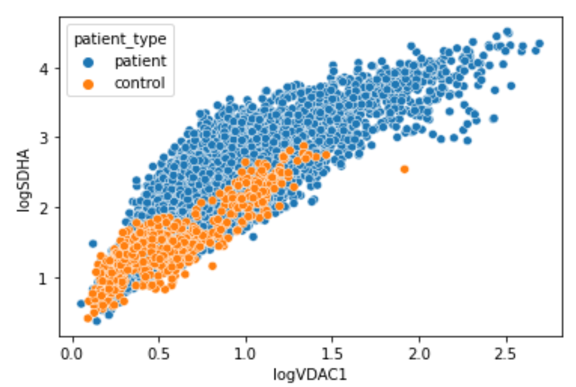 patient_type
patient
control
logSDHA
4
3
2
1
0.0 0.5 1.0 1.5 2.0 2.5
logVDAC1